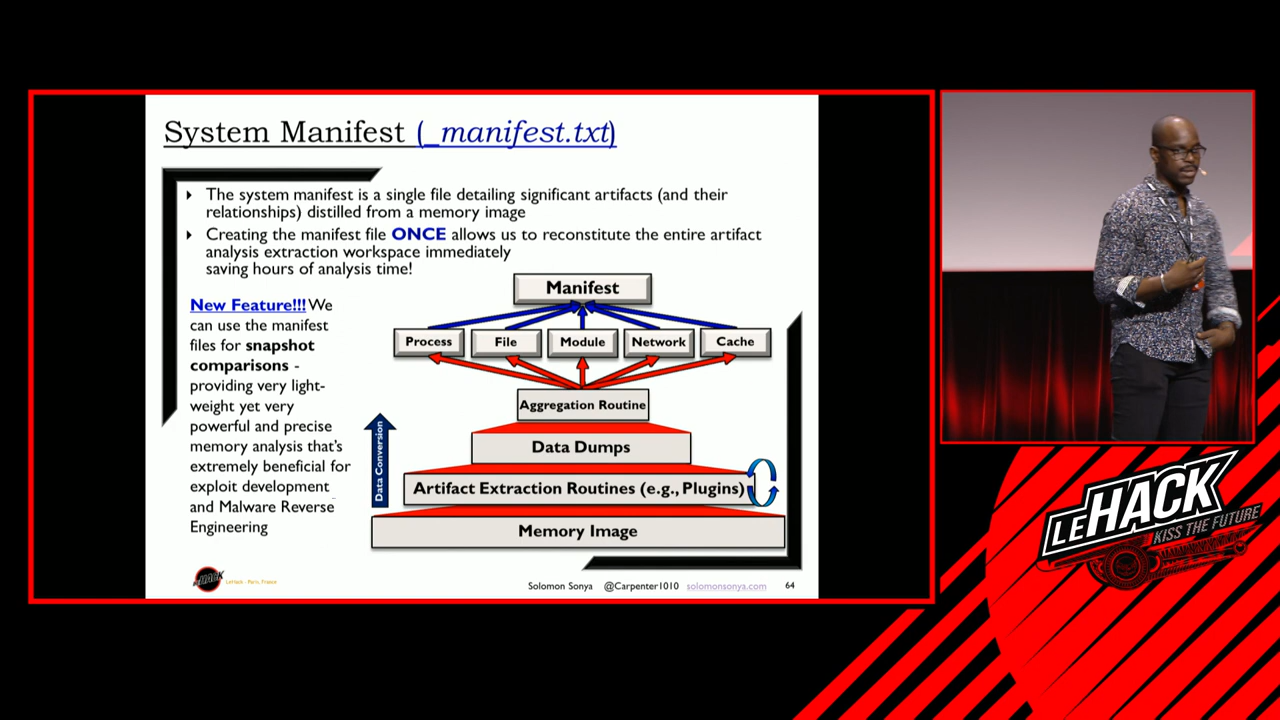 System Manifest (_manifest.txt)
The system manifest is a single file detailing significant artifacts (and their
relationships) distilled from a memory image
Creating the manifest file ONCE allows us to reconstitute the entire artifact
analysis extraction workspace immediately
saving hours of analysis time!
New Feature!!! We
can use the manifest
files for snapshot
comparisons -
providing very light-
weight yet very
powerful and precise
memory analysis that's
extremely beneficial for
exploit development
and Malware Reverse
Engineering
Manifest
Process
File
Module
Network
Cache
Aggregation Routine
Data Dumps
Artifact Extraction Routines (e.g., Plugins)
Memory Image
Data Conversion
LeHack - Paris, France
Solomon Sonya @Carpenter1010 solomonsonya.com 64
LEHACK
KISS THE FUTURE